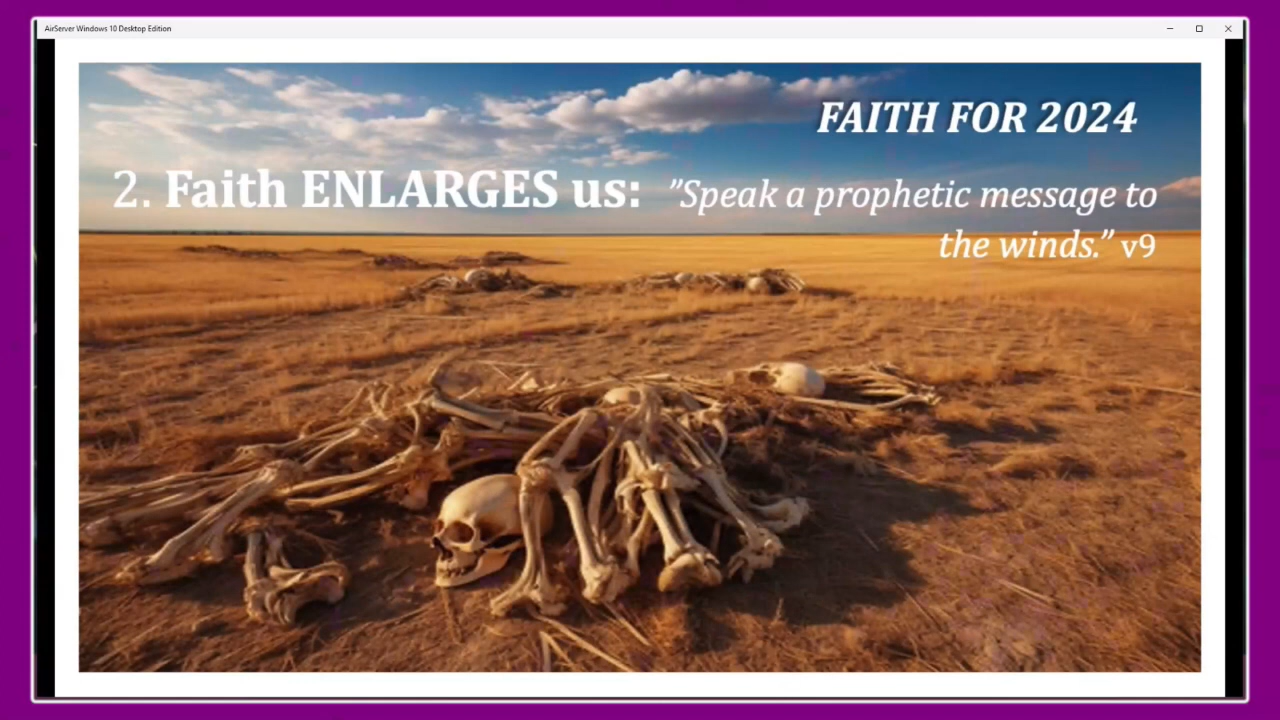 AirServer Windows 10 Desktop Edition
FAITH FOR 2024
2. Faith ENLARGES us: "Speak a prophetic message to
the winds." v9